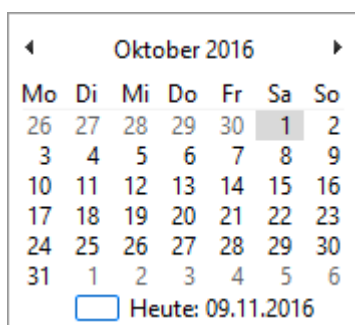 Oktober 2016
Mo Di Mi Do Fr Sa So
26 27 28 29 30 1 2
3 4 5 6 7 8 9
10 11 12 13 14 15 16
17 18 19 20 21 22 23
24 25 26 27 28 29 30
31 1 2 3 4 5 6
Heute: 09.11.2016